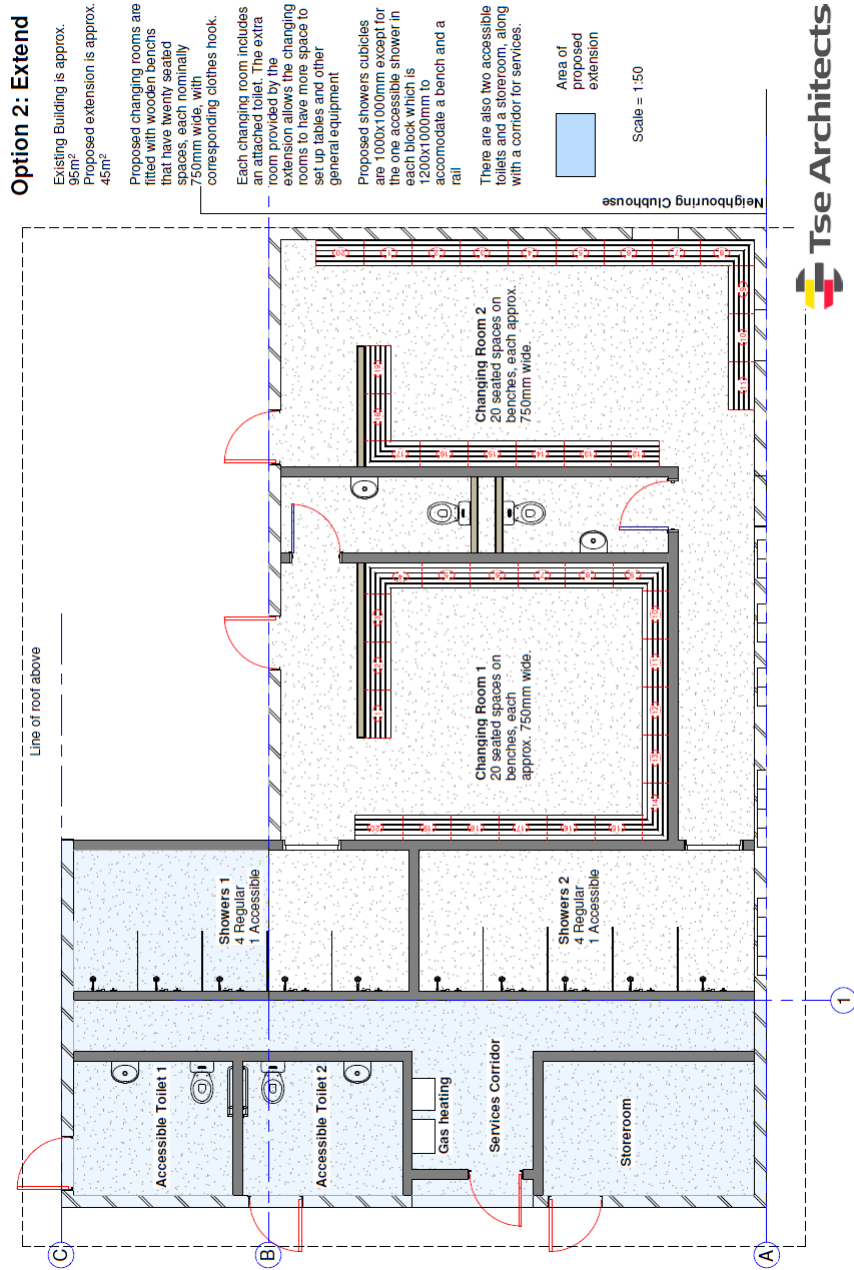 Option 2: Extend
Existing Building is approx.
95m²
Proposed extension is approx.
45m²
Proposed changing rooms are
fitted with wooden benchs
that have twenty seated
spaces, each nominally
750mm wide, with
corresponding clothes hook.
Each changing room includes
an attached toilet. The extra
room provided by the
extension allows the changing
rooms to have more space to
set up tables and other
general equipment
Proposed showers cubicles
are 1000x1000mm except for
the one accessible shower in
each block which is
1200x1000mm to
accomodate a bench and a
rail
There are also two accessible
toilets and a storeroom, along
with a corridor for services.
Area of
proposed
extension
Scale = 1:50
Neighbouring Clubhouse
Tse Architects
Line of roof above
Changing Room 2
20 seated spaces on
benches, each approx.
750mm wide.
Changing Room 1
20 seated spaces on
benches, each
approx. 750mm wide.
Showers 1
4 Regular
1 Accessible
Showers 2
4 Regular
1 Accessible
Accessible Toilet 1
Accessible Toilet 2
Gas heating
Services Corridor
Storeroom
C
B
A
1